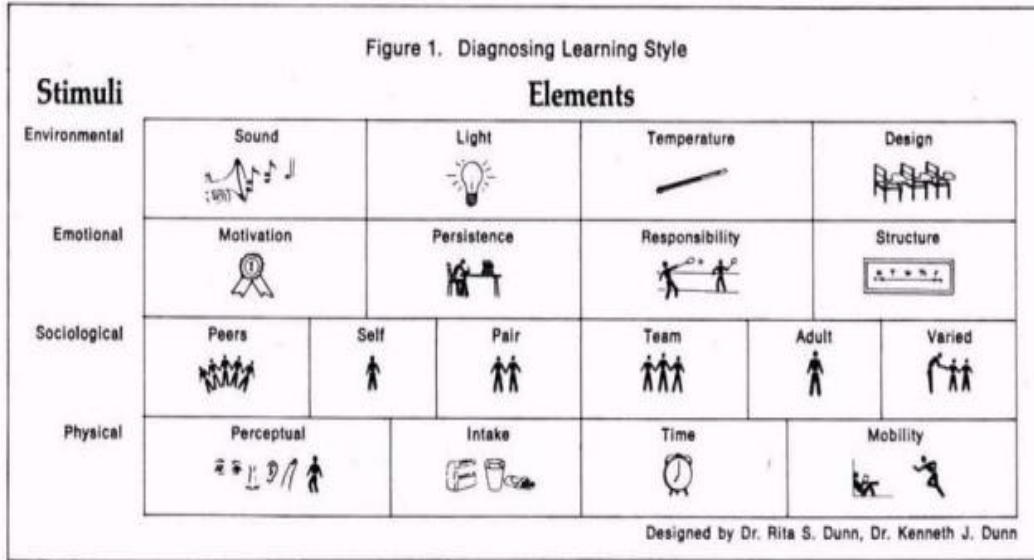 Figure 1. Diagnosing Learning Style
Stimuli Elements
Environmental Sound Light Temperature Design
Emotional Motivation Persistence Responsibility Structure
Sociological Peers Self Pair Team Adult Varied
Physical Perceptual Intake Time Mobility
Designed by Dr. Rita S. Dunn, Dr. Kenneth J. Dunn